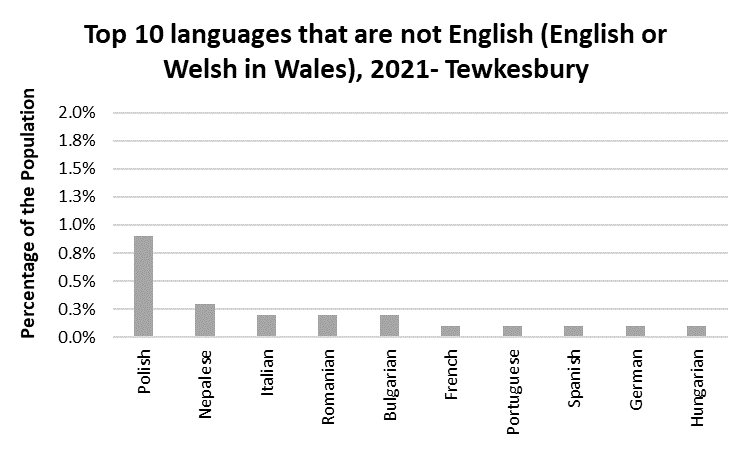 Top 10 languages that are not English (English or
Welsh in Wales), 2021- Tewkesbury
Percentage of the Population
2.0%
1.8%
1.5%
1.3%
1.0%
0.8%
0.5%
0.3%
0.0%
Polish
Nepalese
Italian
Romanian
Bulgarian
French
Portuguese
Spanish
German
Hungarian